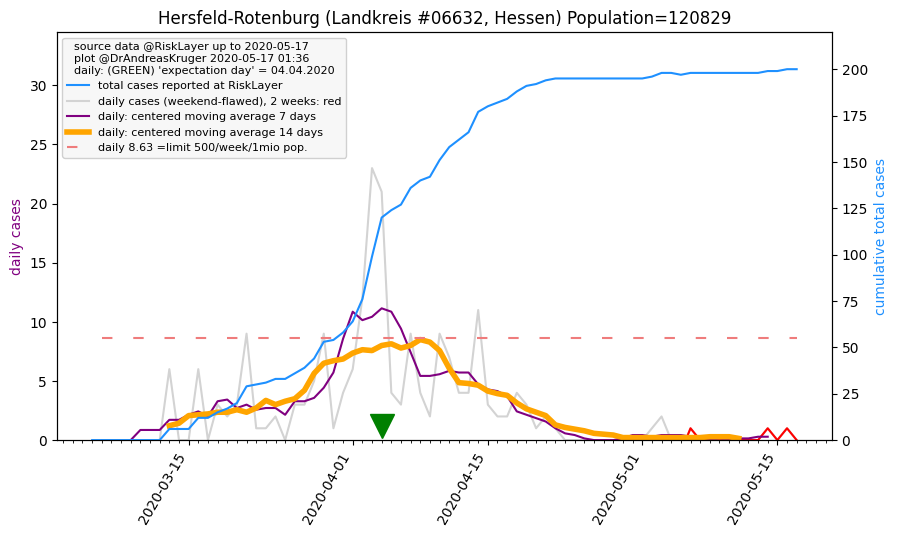 Hersfeld-Rotenburg (Landkreis #06632, Hessen) Population=120829
source data @RiskLayer up to 2020-05-17
plot @DrAndreasKruger 2020-05-17 01:36
daily: (GREEN) 'expectation day' = 04.04.2020
total cases reported at RiskLayer
daily cases (weekend-flawed), 2 weeks: red
daily: centered moving average 7 days
daily: centered moving average 14 days
daily 8.63 =limit 500/week/1mio pop.
daily cases
30
25
20
15
10
5
0
cumulative total cases
200
175
150
125
100
75
50
25
0
2020-03-15
2020-04-01
2020-04-15
2020-05-01
2020-05-15